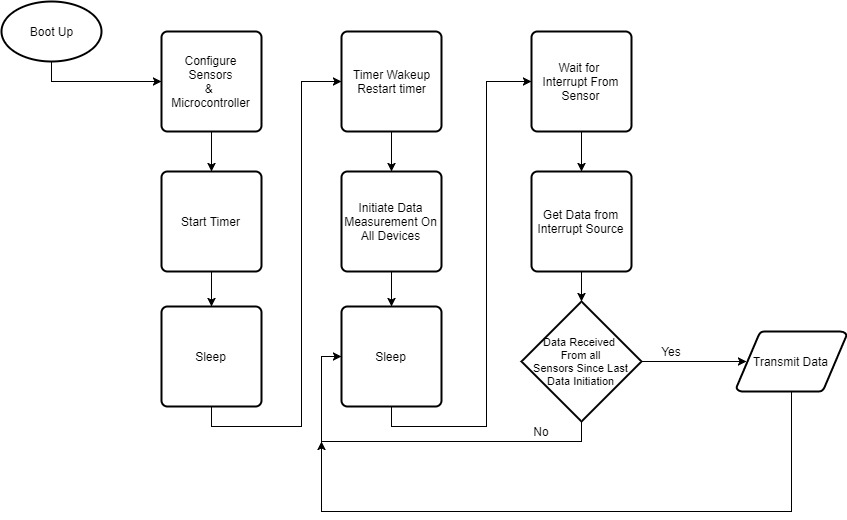 Boot Up
Configure
Sensors
&
Microcontroller
Start Timer
Sleep
Timer Wakeup
Restart timer
Initiate Data
Measurement On
All Devices
Sleep
Wait for
Interrupt From
Sensor
Get Data from
Interrupt Source
Data Received
From all
Sensors Since Last
Data Initiation
Yes
No
Transmit Data